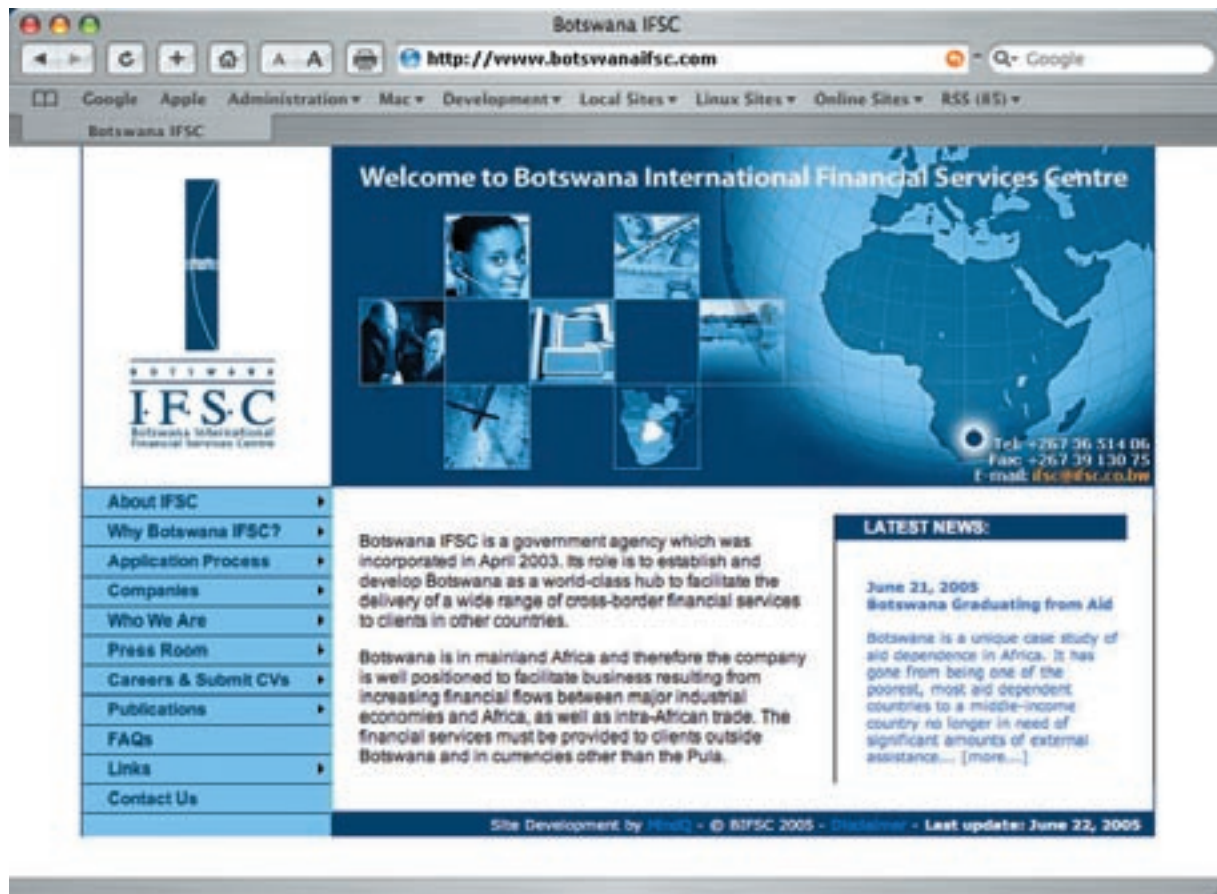 Botswana IFSC
A A
http://www.botswanaifsc.com
Google
Google Apple Administration Mac Development Local Sites Linux Sites Online Sites RSS (85)
Botswana IFSC
Welcome to Botswana International Financial Services Centre
BOTSWANA
I·F·S·C
Botswana International
Financial Services Centre
Tel: +267 36 514 06
Fax: +267 39 130 75
E-mail: ifsc@ifsc.co.bw
About IFSC
Why Botswana IFSC?
Application Process
Companies
Who We Are
Press Room
Careers & Submit CVs
Publications
FAQs
Links
Contact Us
Botswana IFSC is a government agency which was
incorporated in April 2003. Its role is to establish and
develop Botswana as a world-class hub to facilitate the
delivery of a wide range of cross-border financial services
to clients in other countries.
Botswana is in mainland Africa and therefore the company
is well positioned to facilitate business resulting from
increasing financial flows between major industrial
economies and Africa, as well as intra-African trade. The
financial services must be provided to clients outside
Botswana and in currencies other than the Pula.
LATEST NEWS:
June 21, 2005
Botswana Graduating from Aid
Botswana is a unique case study of
aid dependence in Africa. It has
gone from being one of the
poorest, most aid dependent
countries to a middle-income
country no longer in need of
significant amounts of external
assistance.... [more....]
Site Development by MindQ - © BIFSC 2005 - Disclaimer - Last update: June 22, 2005